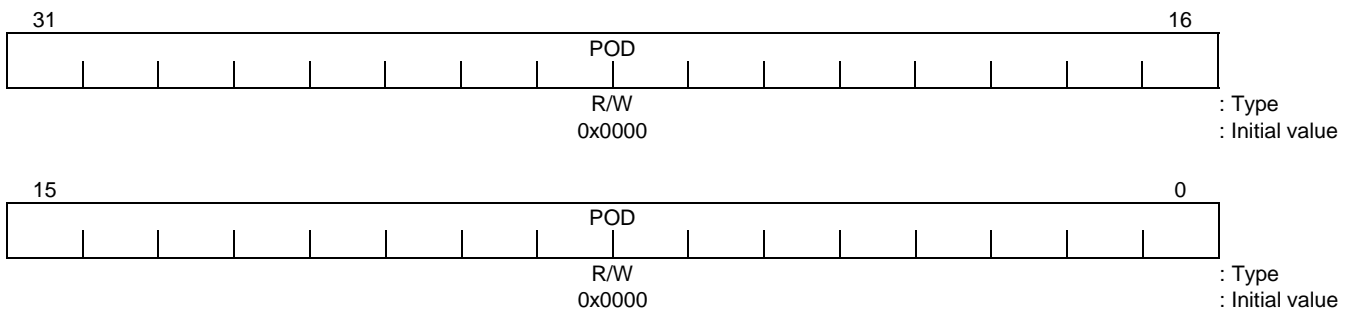 31 16
POD
R/W : Type
0x0000 : Initial value
15 0
POD
R/W : Type
0x0000 : Initial value